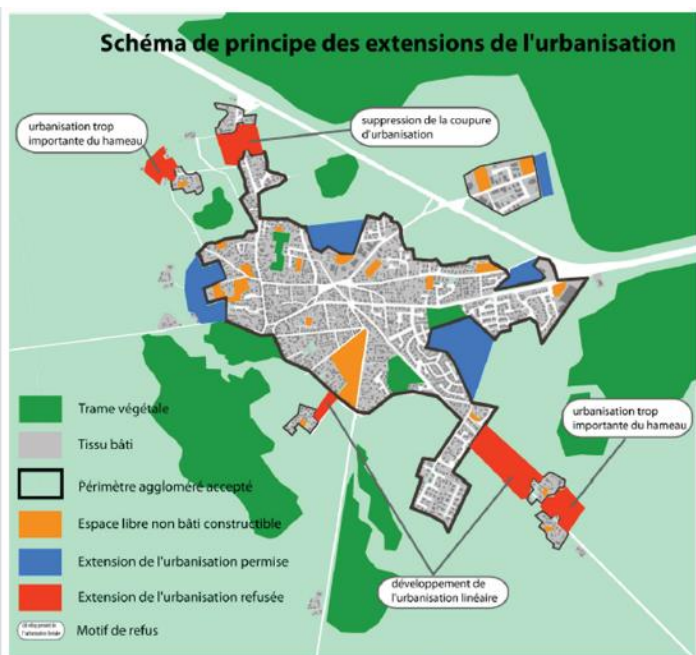 Schéma de principe des extensions de l'urbanisation
urbanisation trop
importante du hameau
suppression de la coupure
d'urbanisation
urbanisation trop
importante du hameau
développement de
l'urbanisation linéaire
Trame végétale
Tissu bâti
Périmètre aggloméré accepté
Espace libre non bâti constructible
Extension de l'urbanisation permise
Extension de l'urbanisation refusée
Motif de refus